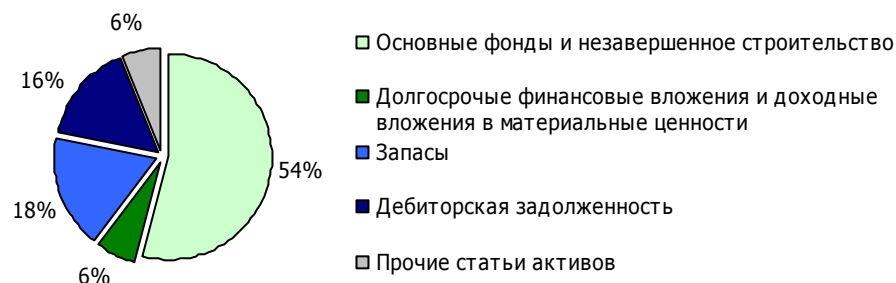 6%
16%
18%
6%
54%
Основные фонды и незавершенное строительство
Долгосрочые финансовые вложения и доходные
вложения в материальные ценности
Запасы
Дебиторская задолженность
Прочие статьи активов